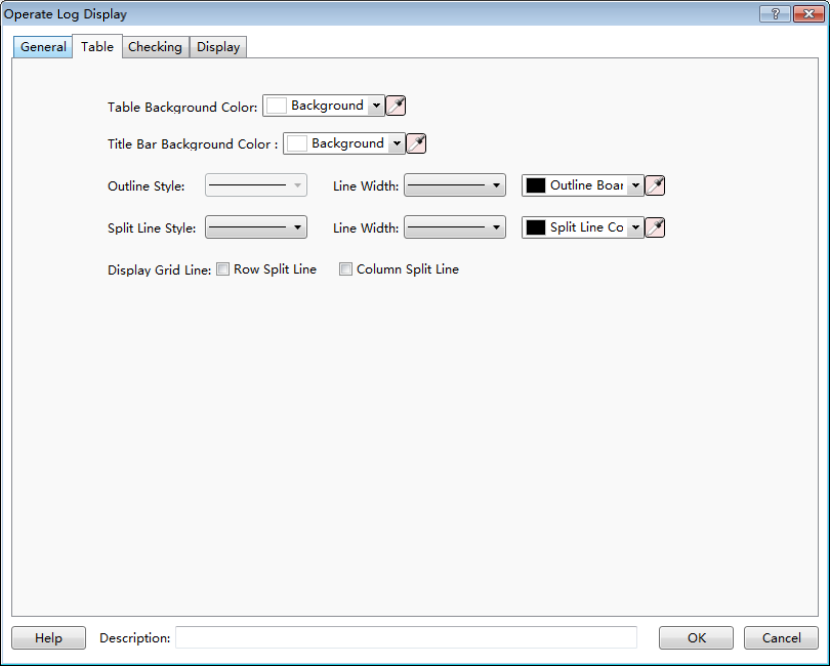 Operate Log Display
General Table Checking Display
Table Background Color: Background
Title Bar Background Color : Background
Outline Style: Line Width: Outline Boar
Split Line Style: Line Width: Split Line Co
Display Grid Line: Row Split Line Column Split Line
Help Description: OK Cancel